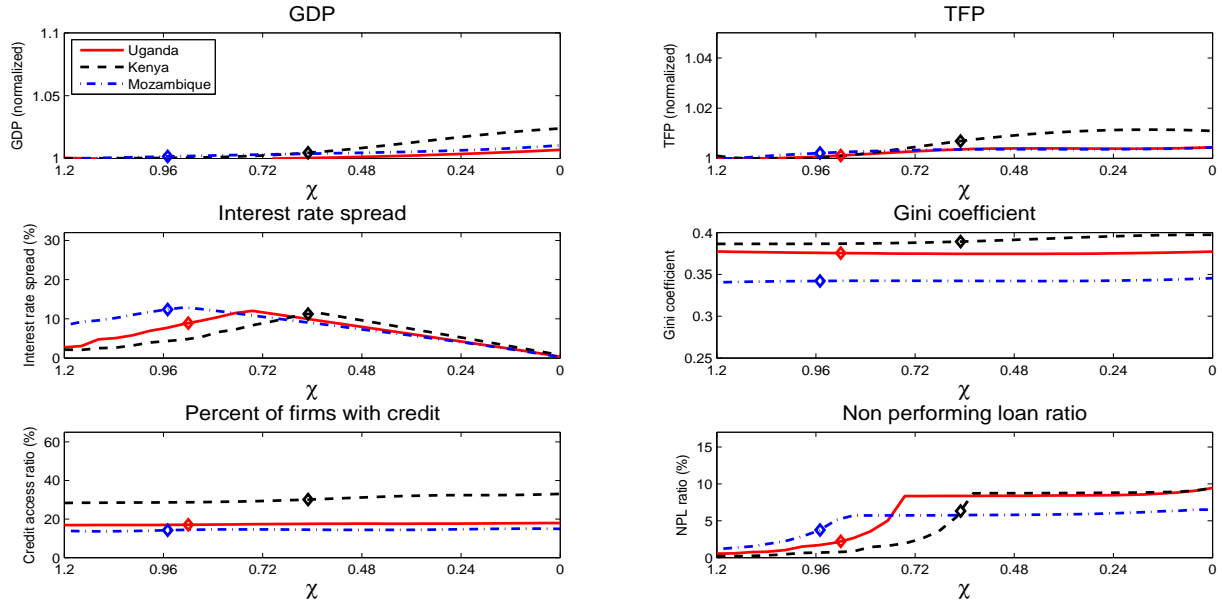 GDP
GDP (normalized)
1.1
1.05
1
Uganda
Kenya
Mozambique
1.2 0.96 0.72 0.48 0.24 0
χ
TFP
TFP (normalized)
1.04
1.02
1
1.2 0.96 0.72 0.48 0.24 0
χ
Interest rate spread
Interest rate spread (%)
30
20
10
0
1.2 0.96 0.72 0.48 0.24 0
χ
Gini coefficient
Gini coefficient
0.4
0.35
0.3
0.25
1.2 0.96 0.72 0.48 0.24 0
χ
Percent of firms with credit
Credit access ratio (%)
60
40
20
0
1.2 0.96 0.72 0.48 0.24 0
χ
Non performing loan ratio
NPL ratio (%)
15
10
5
0
1.2 0.96 0.72 0.48 0.24 0
χ